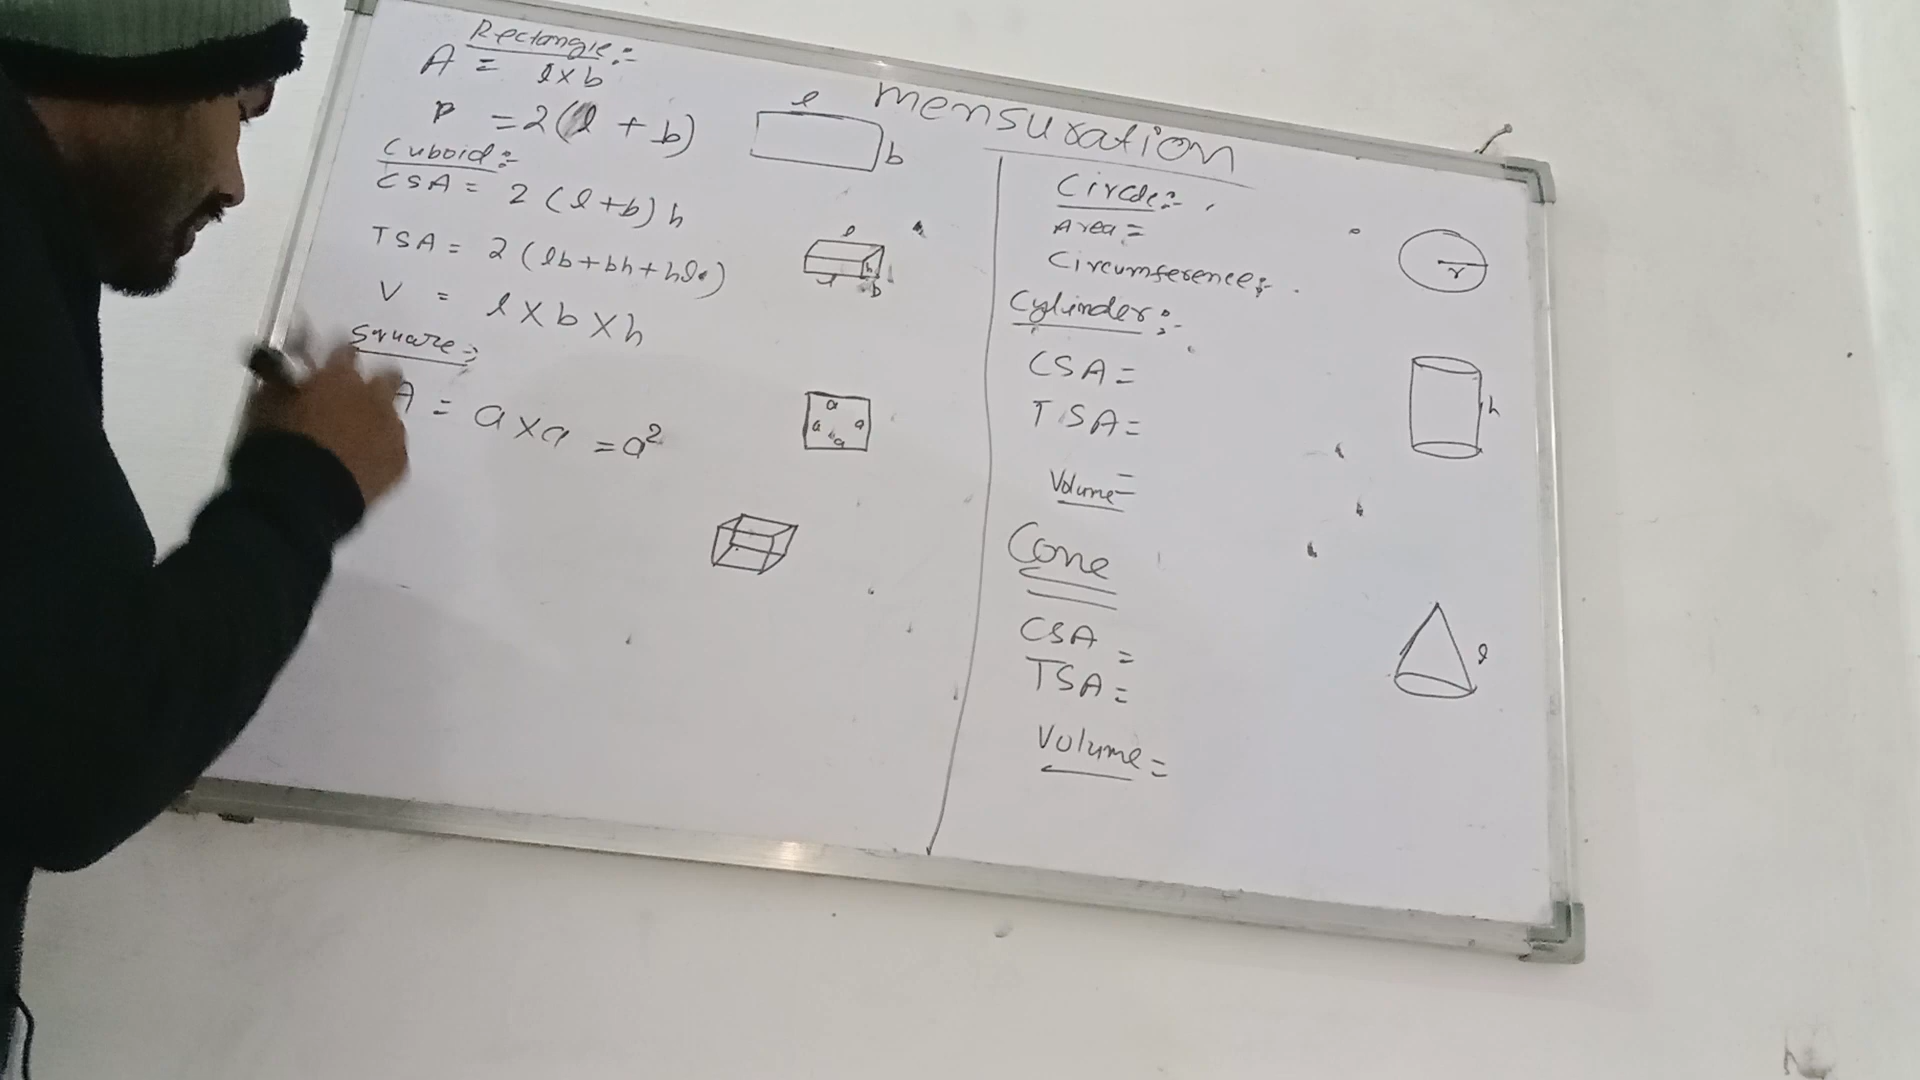 mensuration
Rectangle:-
A = l×b
P = 2(l + b)
l
b
Cuboid:-
CSA = 2 (l+b) h
TSA = 2 (lb+bh+hl)
V = l×b×h
l
h
l
b
Square:-
A = a×a = a²
a
a a
a
Circle:-
Area =
Circumference:-
r
Cylinder:-
CSA =
TSA =
Volume =
h
Cone
CSA =
TSA =
Volume =
l